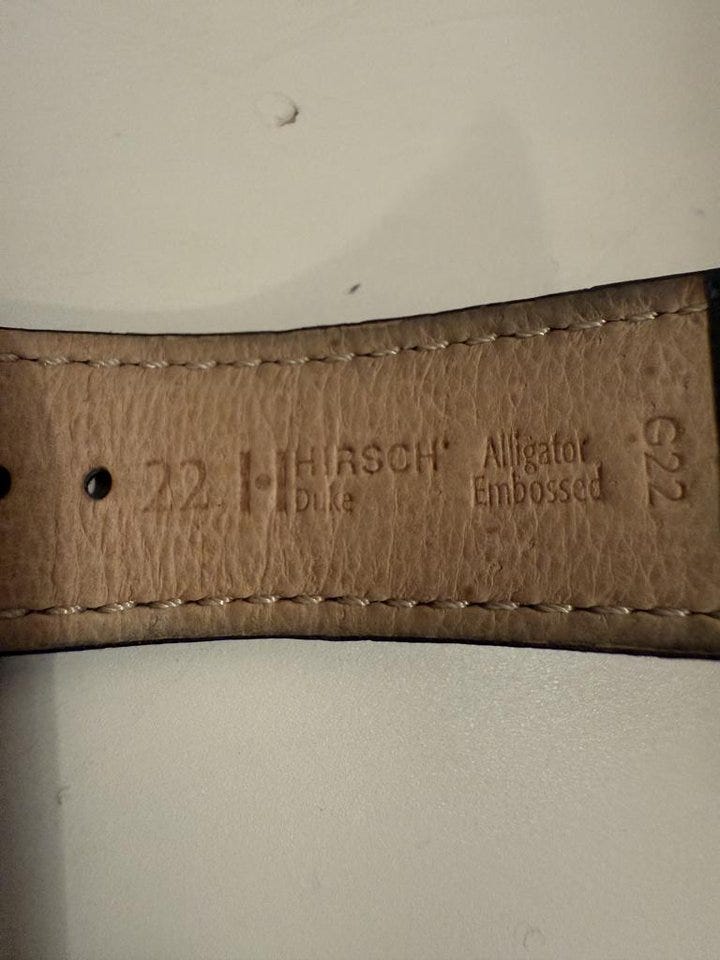 22
HIRSCH
Duke
Alligator
Embossed
G22